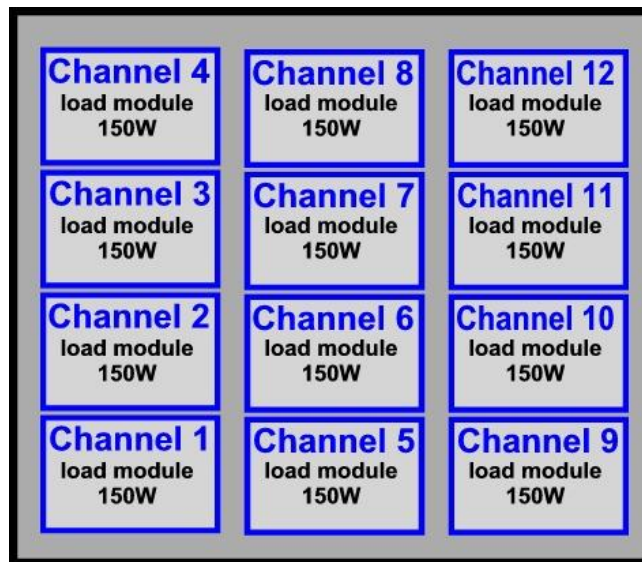 Channel 4
load module
150W
Channel 8
load module
150W
Channel 12
load module
150W
Channel 3
load module
150W
Channel 7
load module
150W
Channel 11
load module
150W
Channel 2
load module
150W
Channel 6
load module
150W
Channel 10
load module
150W
Channel 1
load module
150W
Channel 5
load module
150W
Channel 9
load module
150W